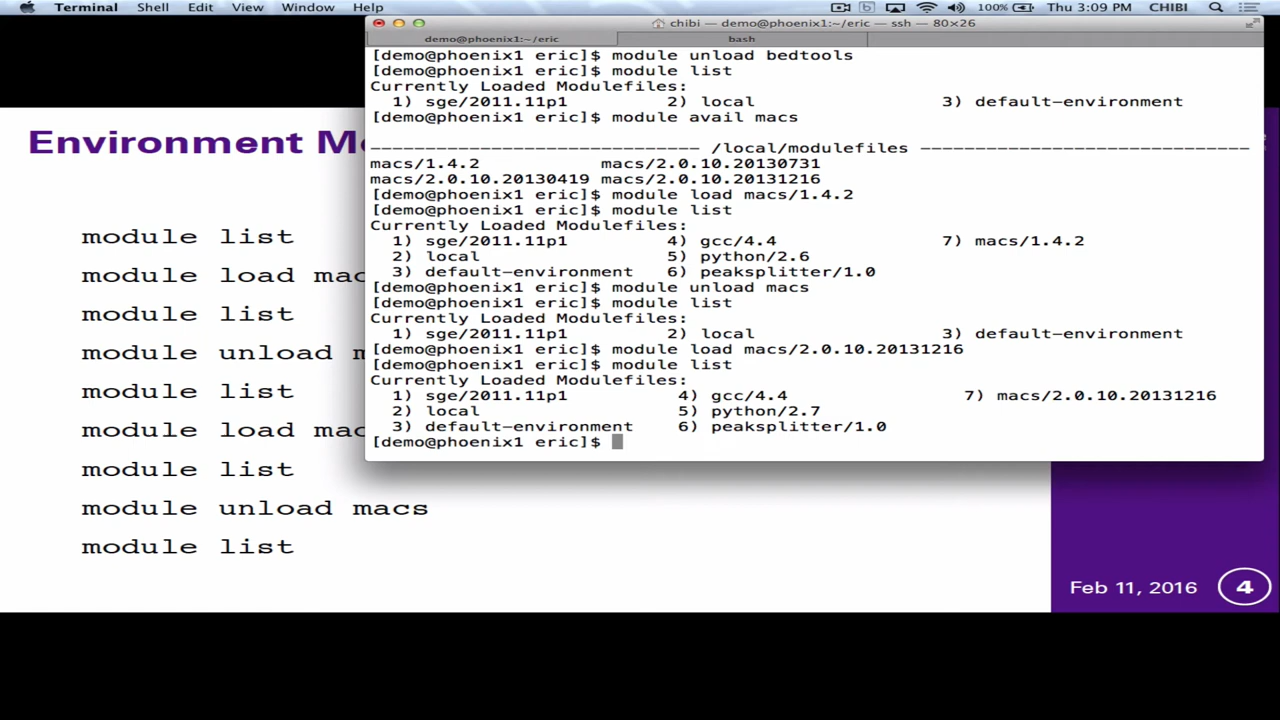 Terminal Shell Edit View Window Help 100% Thu 3:09 PM CHIBI
chibi — demo@phoenix1:~/eric — ssh — 80×26
demo@phoenix1:~/eric bash
[demo@phoenix1 eric]$ module unload bedtools
[demo@phoenix1 eric]$ module list
Currently Loaded Modulefiles:
1) sge/2011.11p1 2) local 3) default-environment
[demo@phoenix1 eric]$ module avail macs
---------------------------- /local/modulefiles ----------------------------
macs/1.4.2 macs/2.0.10.20130731
macs/2.0.10.20130419 macs/2.0.10.20131216
[demo@phoenix1 eric]$ module load macs/1.4.2
[demo@phoenix1 eric]$ module list
Currently Loaded Modulefiles:
1) sge/2011.11p1 4) gcc/4.4 7) macs/1.4.2
2) local 5) python/2.6
3) default-environment 6) peaksplitter/1.0
[demo@phoenix1 eric]$ module unload macs
[demo@phoenix1 eric]$ module list
Currently Loaded Modulefiles:
1) sge/2011.11p1 2) local 3) default-environment
[demo@phoenix1 eric]$ module load macs/2.0.10.20131216
[demo@phoenix1 eric]$ module list
Currently Loaded Modulefiles:
1) sge/2011.11p1 4) gcc/4.4 7) macs/2.0.10.20131216
2) local 5) python/2.7
3) default-environment 6) peaksplitter/1.0
[demo@phoenix1 eric]$
Environment M
module list
module load mac
module list
module unload m
module list
module load mac
module list
module unload macs
module list
Feb 11, 2016 4